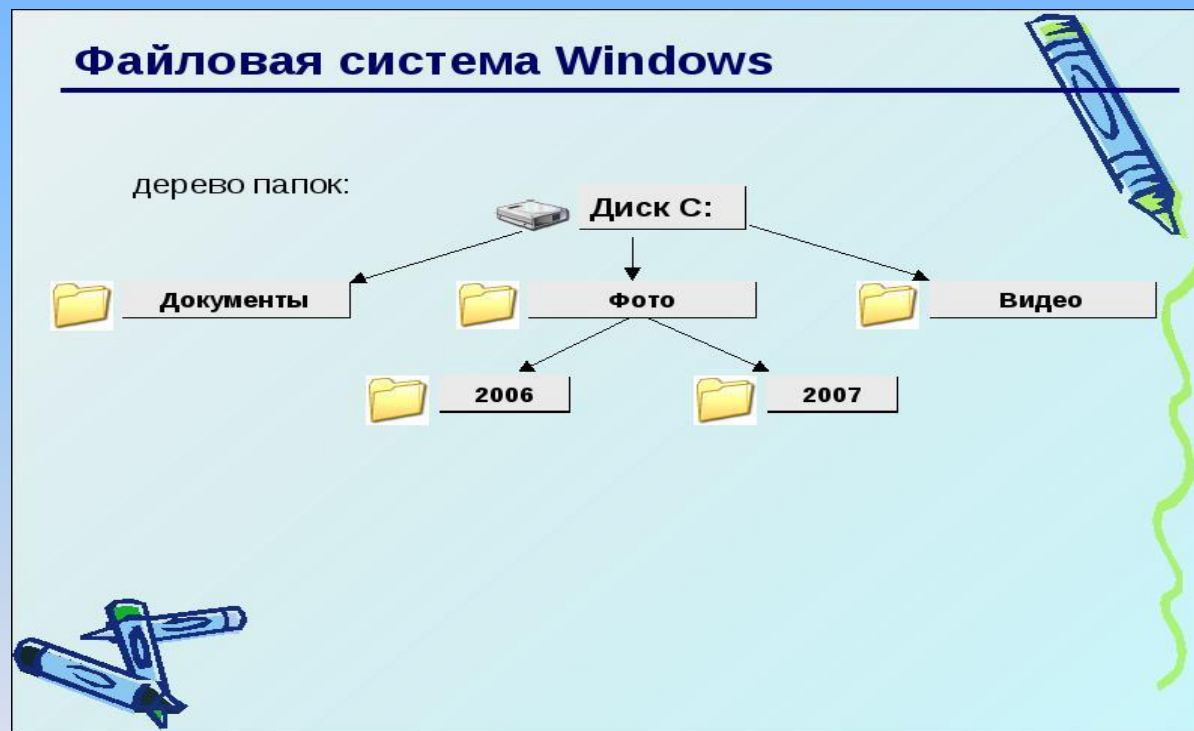 Файловая система Windows
дерево папок:
Диск C:
Документы
Фото
Видео
2006
2007